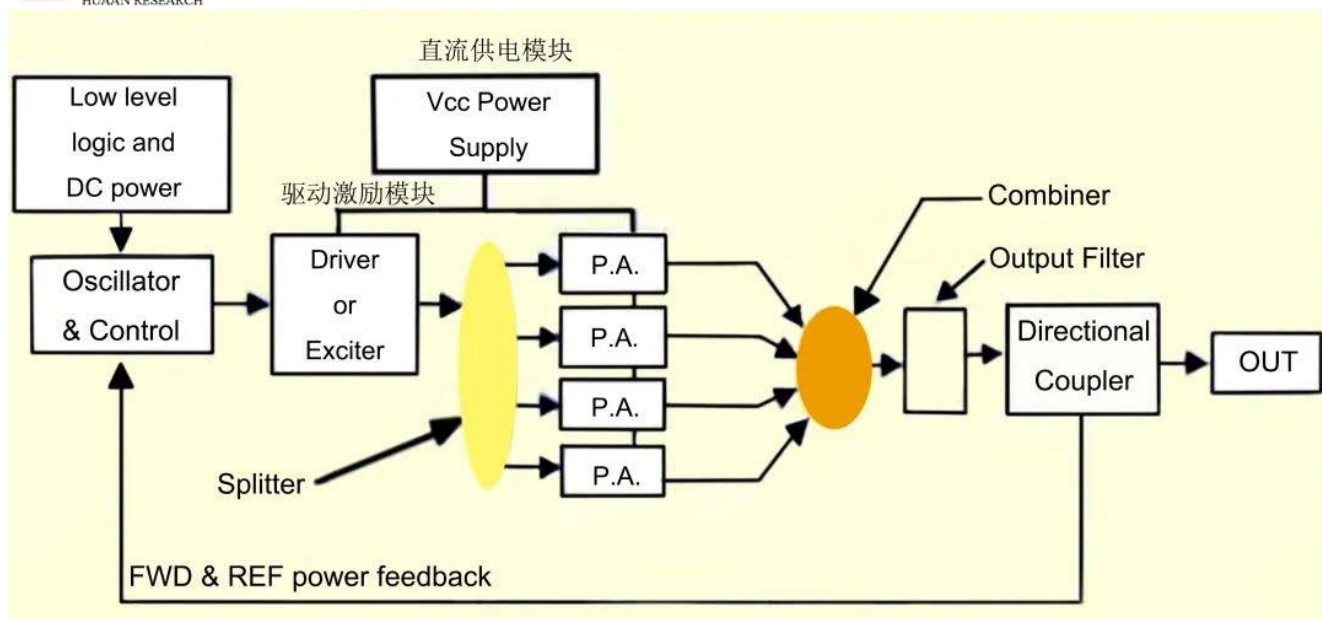 HUAAN RESEARCH
直流供电模块
Low level
logic and
DC power
Vcc Power
Supply
驱动激励模块
Combiner
Output Filter
Oscillator
& Control
Driver
or
Exciter
P.A.
P.A.
P.A.
P.A.
Directional
Coupler
OUT
Splitter
FWD & REF power feedback